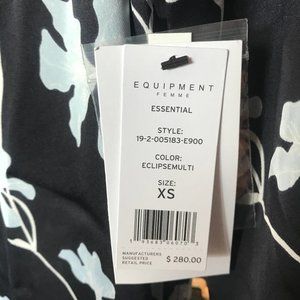 EQUIPMENT
FEMME
ESSENTIAL
STYLE:
19-2-005183-E900
COLOR:
ECLIPSEMULTI
SIZE:
XS
MANUFACTURERS
SUGGESTED
RETAIL PRICE
$ 280.00